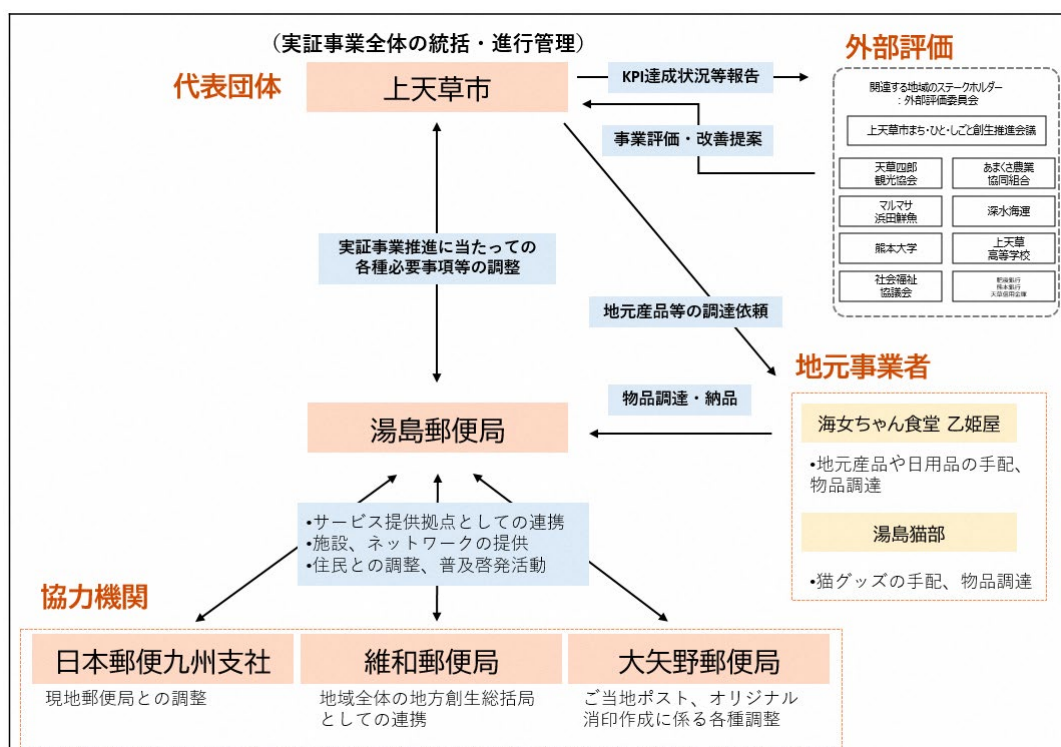 (実証事業全体の統括・進行管理)
代表団体
上天草市
KPI達成状況等報告
事業評価・改善提案
外部評価
関連する地域のステークホルダー
:外部評価委員会
上天草市まち・ひと・しごと創生推進会議
天草四郎
観光協会
あまくさ農業
協同組合
マルマサ
浜田鮮魚
深水海運
熊本大学
上天草
高等学校
社会福祉
協議会
肥後銀行
熊本銀行
天草信用金庫
実証事業推進に当たっての
各種必要事項等の調整
地元産品等の調達依頼
地元事業者
物品調達・納品
海女ちゃん食堂 乙姫屋
•地元産品や日用品の手配、
物品調達
湯島猫部
•猫グッズの手配、物品調達
湯島郵便局
•サービス提供拠点としての連携
•施設、ネットワークの提供
•住民との調整、普及啓発活動
協力機関
日本郵便九州支社
現地郵便局との調整
維和郵便局
地域全体の地方創生総括局
としての連携
大矢野郵便局
ご当地ポスト、オリジナル
消印作成に係る各種調整